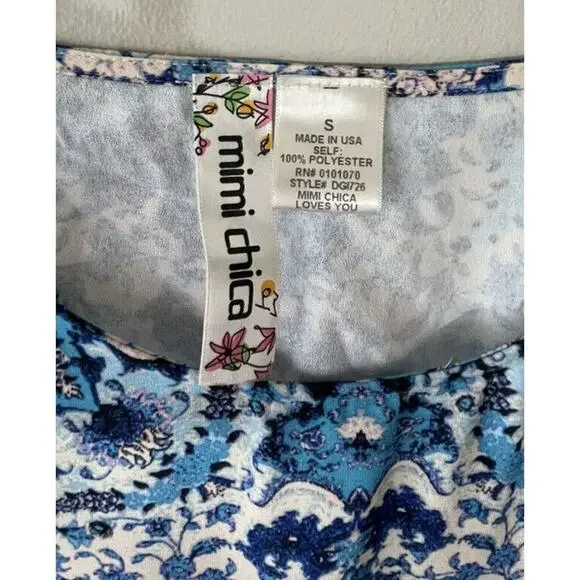 mimi chica
S
MADE IN USA
SELF:
100% POLYESTER
RN# 0101070
STYLE# DGI726
MIMI CHICA
LOVES YOU